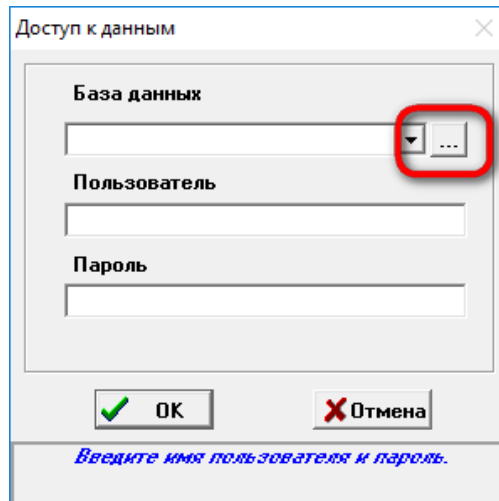 Доступ к данным
База данных
...
Пользователь
Пароль
OK
Отмена
Введите имя пользователя и пароль.